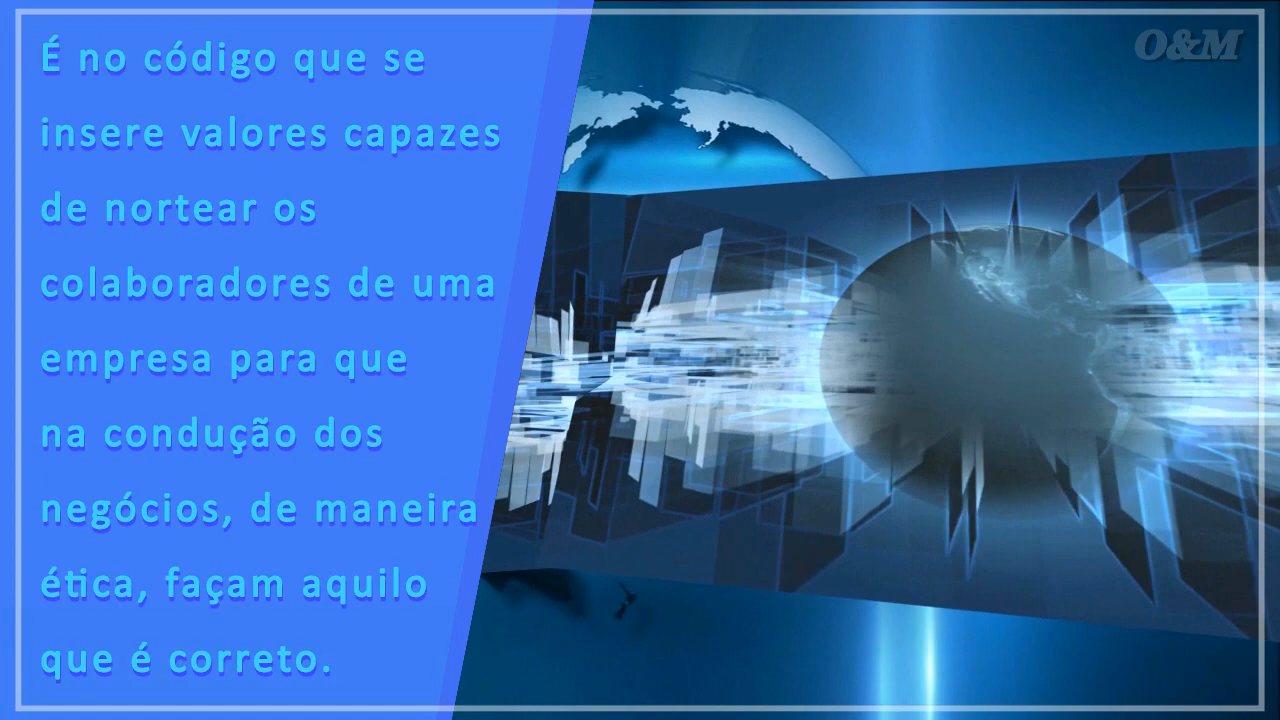 É no código que se
insere valores capazes
de nortear os
colaboradores de uma
empresa para que
na condução dos
negócios, de maneira
ética, façam aquilo
que é correto.
O&M